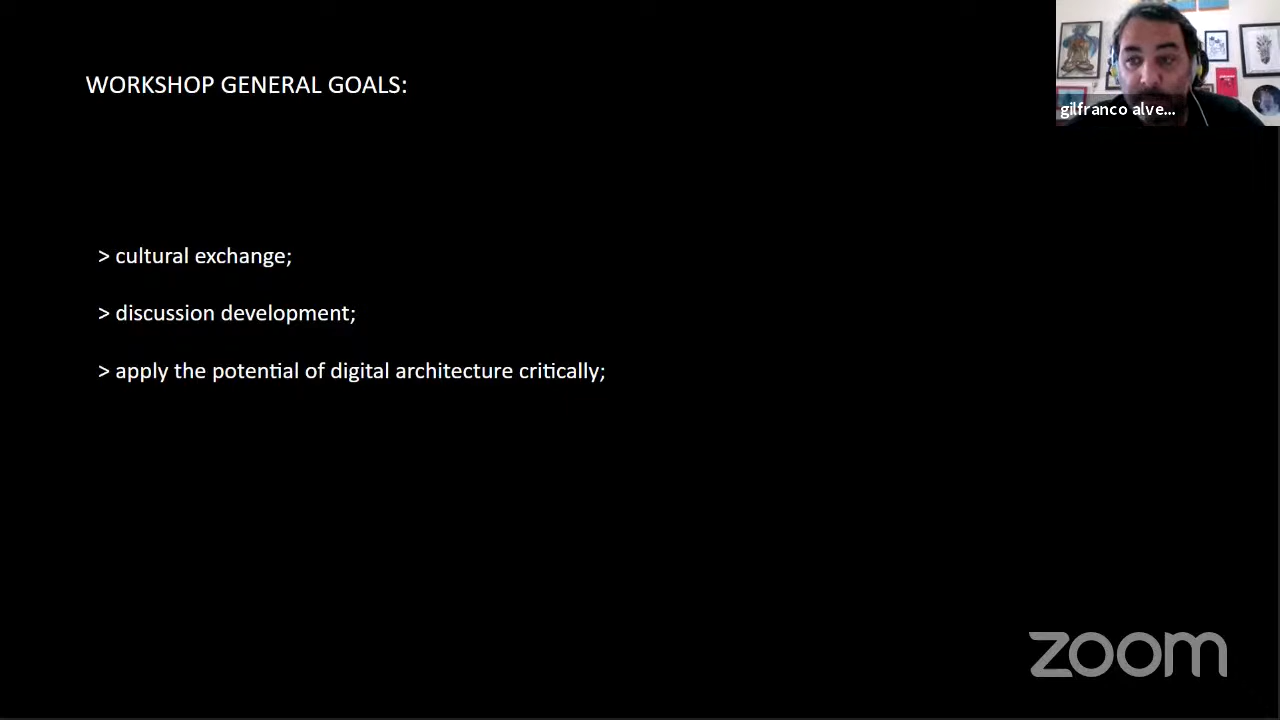 WORKSHOP GENERAL GOALS:
gilfranco alve...
> cultural exchange;
> discussion development;
> apply the potential of digital architecture critically;
zoom